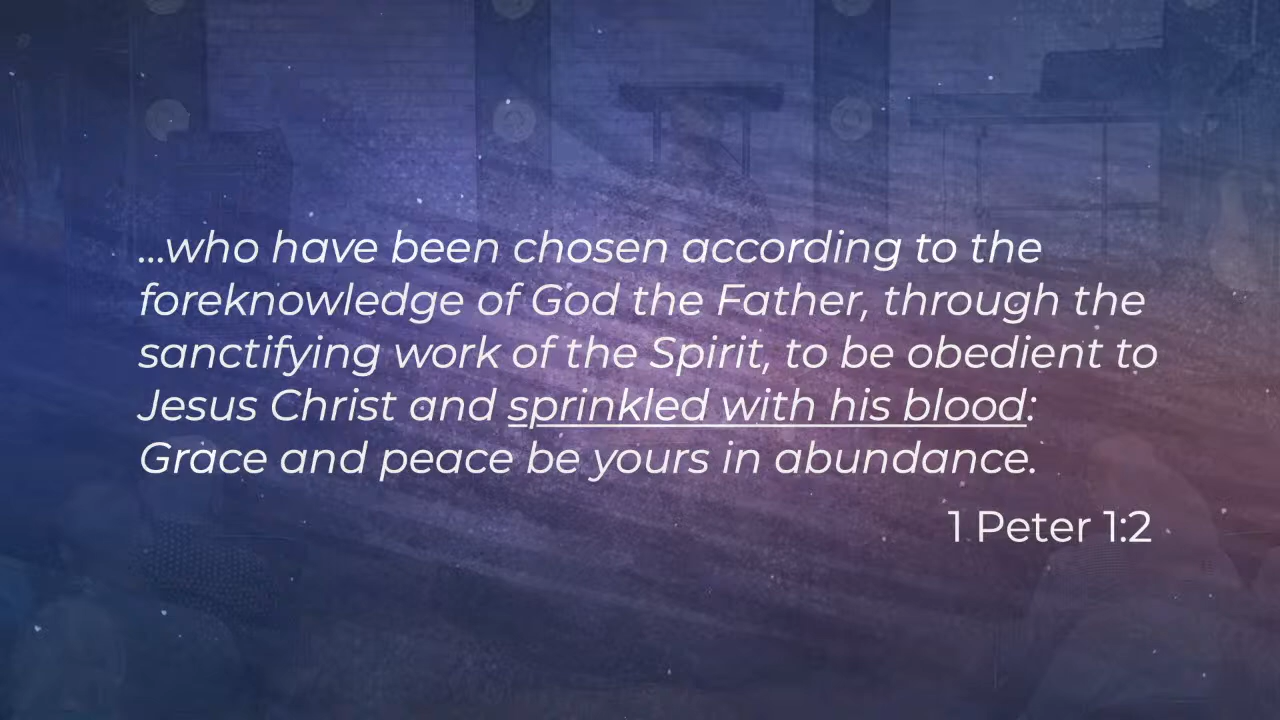 ...who have been chosen according to the
foreknowledge of God the Father, through the
sanctifying work of the Spirit, to be obedient to
Jesus Christ and sprinkled with his blood:
Grace and peace be yours in abundance.
1 Peter 1:2